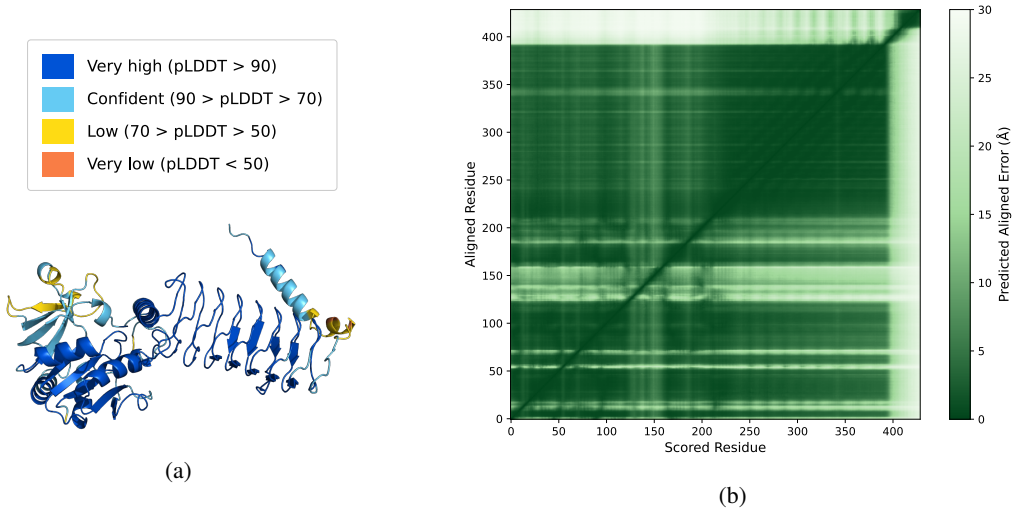 Very high (pLDDT > 90)
Confident (90 > pLDDT > 70)
Low (70 > pLDDT > 50)
Very low (pLDDT < 50)
(a)
400
350
300
250
200
150
100
50
0
Aligned Residue
0 50 100 150 200 250 300 350 400
Scored Residue
30
25
20
15
10
5
0
Predicted Aligned Error (Å)
(b)